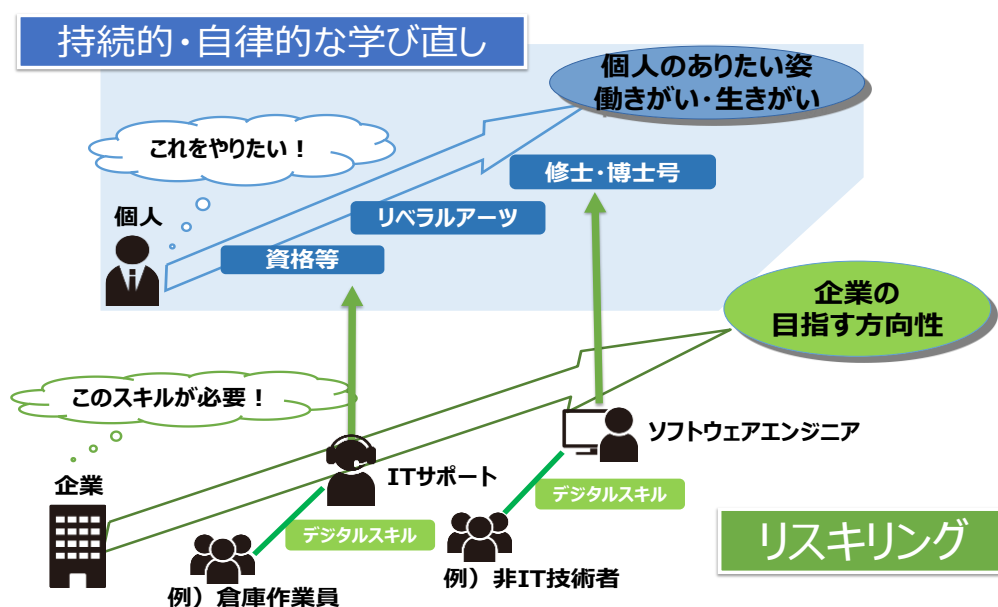 持続的・自律的な学び直し
個人のありたい姿
働きがい・生きがい
これをやりたい！
修士・博士号
個人
リベラルアーツ
資格等
企業の
目指す方向性
このスキルが必要！
ソフトウェアエンジニア
ITサポート
企業
デジタルスキル
デジタルスキル
リスキリング
例）非IT技術者
例）倉庫作業員